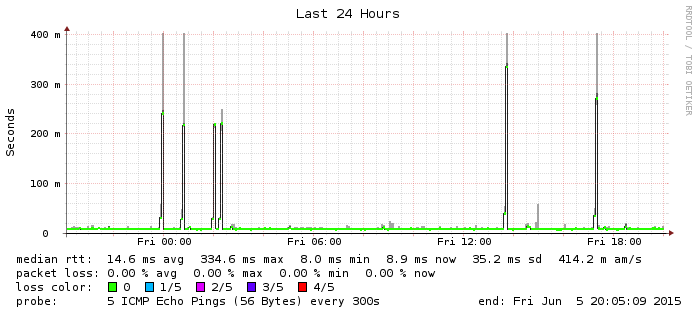 Last 24 Hours
RRDTOOL / TOBI OETIKER
Seconds
400 m
300 m
200 m
100 m
0
Fri 00:00 Fri 06:00 Fri 12:00 Fri 18:00
median rtt: 14.6 ms avg 334.6 ms max 8.0 ms min 8.9 ms now 35.2 ms sd 414.2 m am/s
packet loss: 0.00 % avg 0.00 % max 0.00 % min 0.00 % now
loss color: 0 1/5 2/5 3/5 4/5
probe: 5 ICMP Echo Pings (56 Bytes) every 300s end: Fri Jun 5 20:05:09 2015